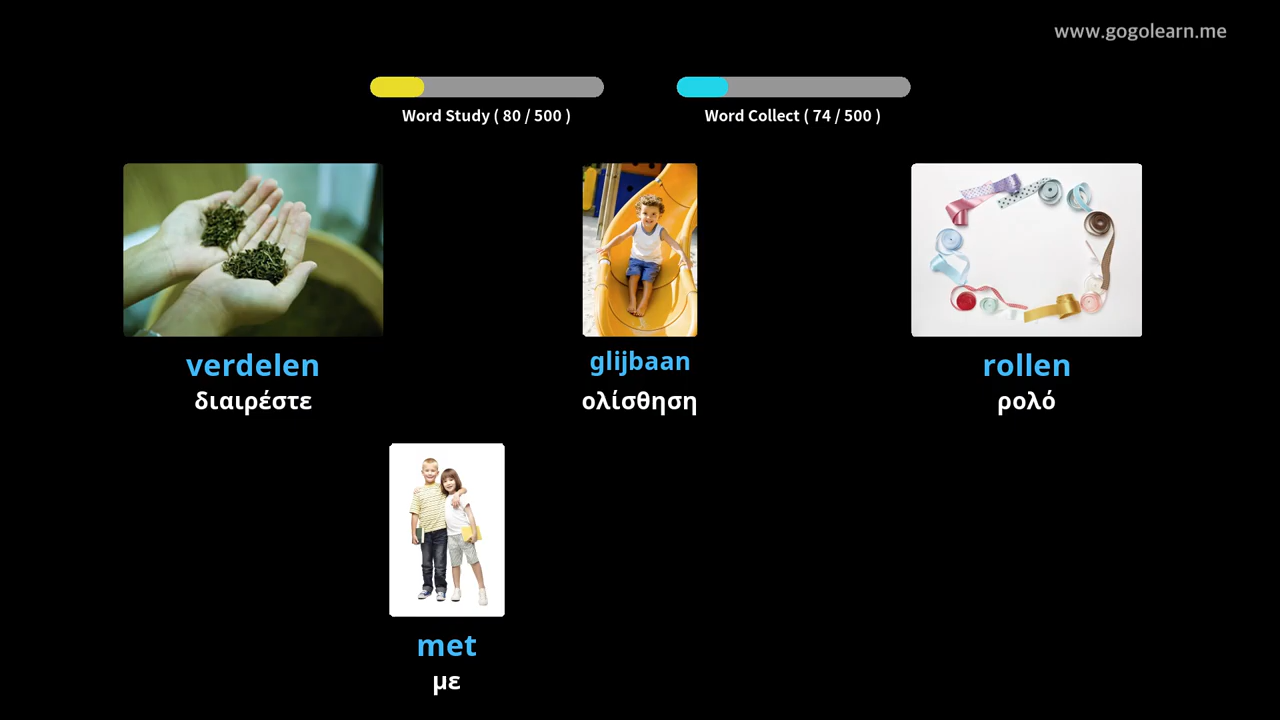 www.gogolearn.me
Word Study ( 80 / 500 )
Word Collect ( 74 / 500 )
verdelen
διαιρέστε
glijbaan
ολίσθηση
rollen
ρολό
met
με